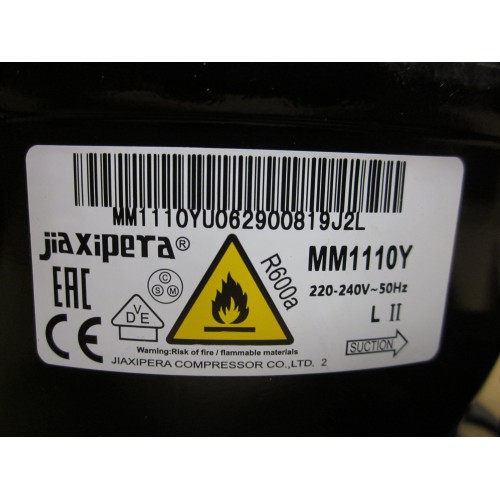 MM1110YU062900819J2L
jiaxipera®
R600a
MM1110Y
220-240V~50Hz
L II
EAC
C S M
VDE
CE
SUCTION
Warning:Risk of fire / flammable materials
JIAXIPERA COMPRESSOR CO.,LTD. 2